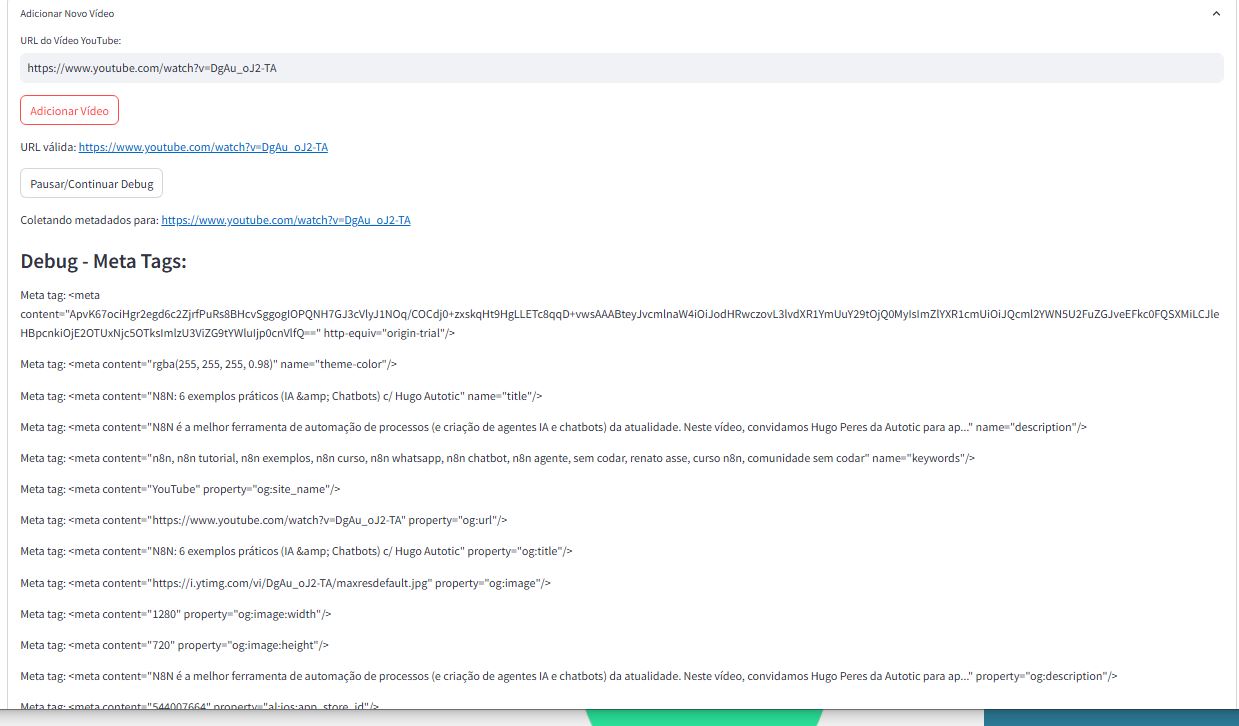 Adicionar Novo Vídeo
URL do Vídeo YouTube:
https://www.youtube.com/watch?v=DgAu_oJ2-TA
Adicionar Vídeo
URL válida: https://www.youtube.com/watch?v=DgAu_oJ2-TA
Pausar/Continuar Debug
Coletando metadados para: https://www.youtube.com/watch?v=DgAu_oJ2-TA
Debug - Meta Tags:
Meta tag: <meta
content="ApvK67ociHgr2egd6c2ZjrfPuRs8BHcvSggogIOPQNH7GJ3cVlyJ1NOq/COCdj0+zxskqHt9HgLLETc8qqD+vwsAAABteyJvcmlnaW4iOiJodHRwczovL3lvdXR1YmUuY29tOjQ0MyIsImZlYXR1cmUiOiJQcml2YWN5U2FuZGJveEFkc0FQSXMiLCJle
HBpcnkiOjE2OTUxNjc5OTksImlzU3ViZG9tYWluIjp0cnVlfQ==" http-equiv="origin-trial"/>
Meta tag: <meta content="rgba(255, 255, 255, 0.98)" name="theme-color"/>
Meta tag: <meta content="N8N: 6 exemplos práticos (IA &amp; Chatbots) c/ Hugo Autotic" name="title"/>
Meta tag: <meta content="N8N é a melhor ferramenta de automação de processos (e criação de agentes IA e chatbots) da atualidade. Neste vídeo, convidamos Hugo Peres da Autotic para ap..." name="description"/>
Meta tag: <meta content="n8n, n8n tutorial, n8n exemplos, n8n curso, n8n whatsapp, n8n chatbot, n8n agente, sem codar, renato asse, curso n8n, comunidade sem codar" name="keywords"/>
Meta tag: <meta content="YouTube" property="og:site_name"/>
Meta tag: <meta content="https://www.youtube.com/watch?v=DgAu_oJ2-TA" property="og:url"/>
Meta tag: <meta content="N8N: 6 exemplos práticos (IA &amp; Chatbots) c/ Hugo Autotic" property="og:title"/>
Meta tag: <meta content="https://i.ytimg.com/vi/DgAu_oJ2-TA/maxresdefault.jpg" property="og:image"/>
Meta tag: <meta content="1280" property="og:image:width"/>
Meta tag: <meta content="720" property="og:image:height"/>
Meta tag: <meta content="N8N é a melhor ferramenta de automação de processos (e criação de agentes IA e chatbots) da atualidade. Neste vídeo, convidamos Hugo Peres da Autotic para ap..." property="og:description"/>
Meta tag: <meta content="544007664" property="al:ios:app_store_id"/>